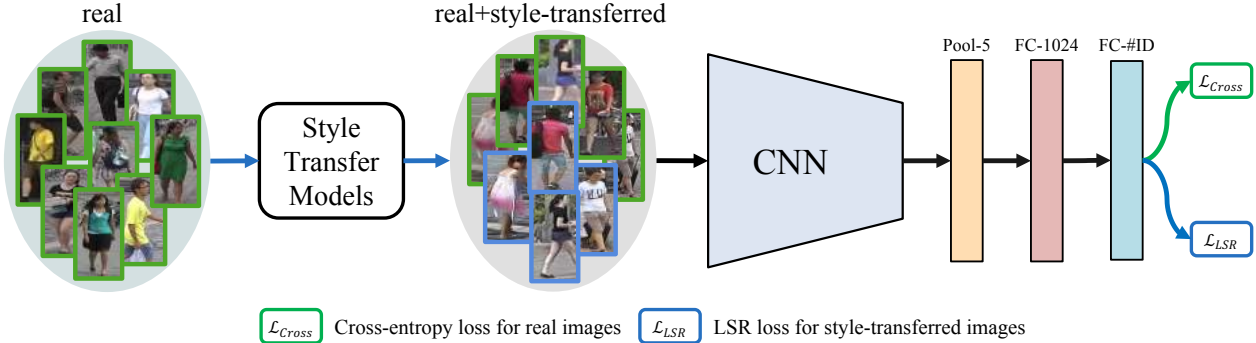 real
real+style-transferred
Style
Transfer
Models
CNN
Pool-5
FC-1024
FC-#ID
ℒCross
ℒLSR
ℒCross Cross-entropy loss for real images
ℒLSR LSR loss for style-transferred images